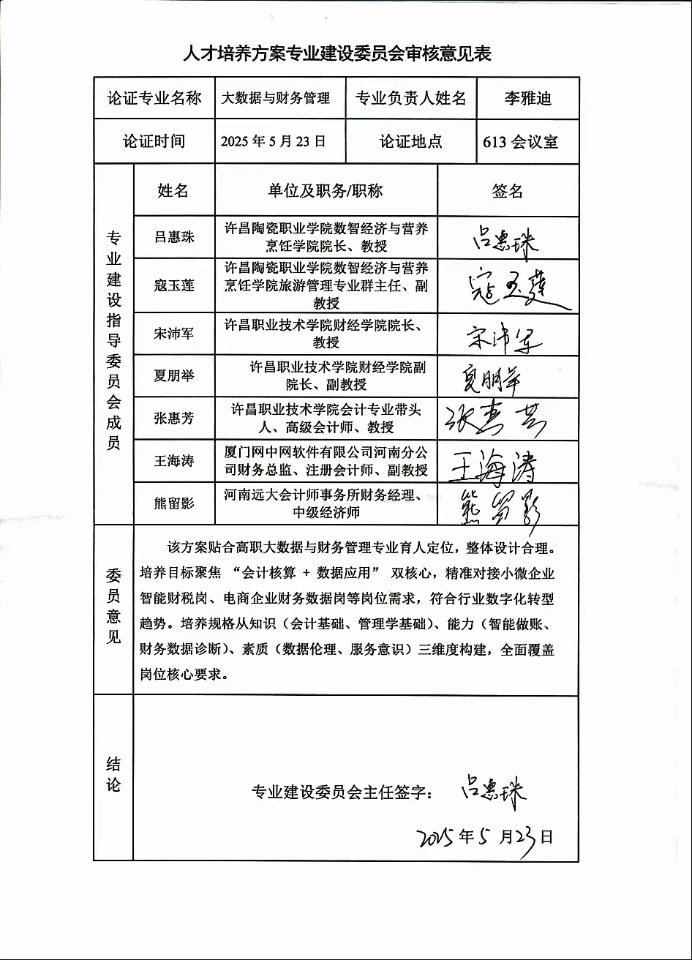 人才培养方案专业建设委员会审核意见表
论证专业名称 大数据与财务管理 专业负责人姓名 李雅迪
论证时间 2025 年 5 月 23 日 论证地点 613 会议室
专业建设指导委员会成员
姓名 单位及职务/职称 签名
吕惠珠 许昌陶瓷职业学院数智经济与营养
烹饪学院院长、教授 吕惠珠
寇玉莲 许昌陶瓷职业学院数智经济与营养
烹饪学院旅游管理专业群主任、副
教授 寇玉莲
宋沛军 许昌职业技术学院财经学院院长、
教授 宋沛军
夏朋举 许昌职业技术学院财经学院副
院长、副教授 夏朋举
张惠芳 许昌职业技术学院会计专业带头
人、高级会计师、教授 张惠芳
王海涛 厦门网中网软件有限公司河南分公
司财务总监、注册会计师、副教授 王海涛
熊留影 河南远大会计师事务所财务经理、
中级经济师 熊留影
委员意见
该方案贴合高职大数据与财务管理专业育人定位，整体设计合理。
培养目标聚焦 “会计核算 + 数据应用” 双核心，精准对接小微企业
智能财税岗、电商企业财务数据岗等岗位需求，符合行业数字化转型
趋势。培养规格从知识（会计基础、管理学基础）、能力（智能做账、
财务数据诊断）、素质（数据伦理、服务意识）三维度构建，全面覆盖
岗位核心要求。
结论
专业建设委员会主任签字： 吕惠珠
2025 年 5 月 23 日